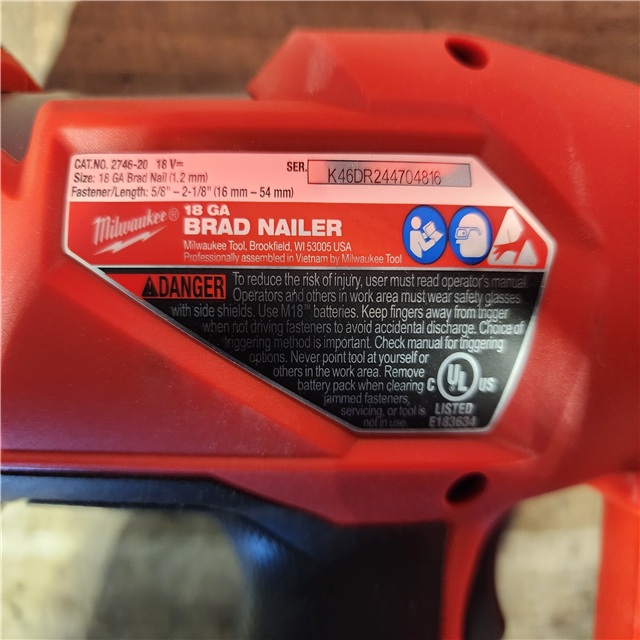 CAT.NO. 2746-20 18 V⎓
SER. K46DR244704816
Size: 18 GA Brad Nail (1.2 mm)
Fastener/Length: 5/8" – 2-1/8" (16 mm – 54 mm)
Milwaukee®
18 GA
BRAD NAILER
Milwaukee Tool, Brookfield, WI 53005 USA
Professionally assembled in Vietnam by Milwaukee Tool
DANGER To reduce the risk of injury, user must read operator's manual.
Operators and others in work area must wear safety glasses
with side shields. Use M18™ batteries. Keep fingers away from trigger
when not driving fasteners to avoid accidental discharge. Choice of
triggering method is important. Check manual for triggering
options. Never point tool at yourself or
others in the work area. Remove
battery pack when clearing
jammed fasteners,
servicing, or tool is
not in use.
C UL US
LISTED
E183634